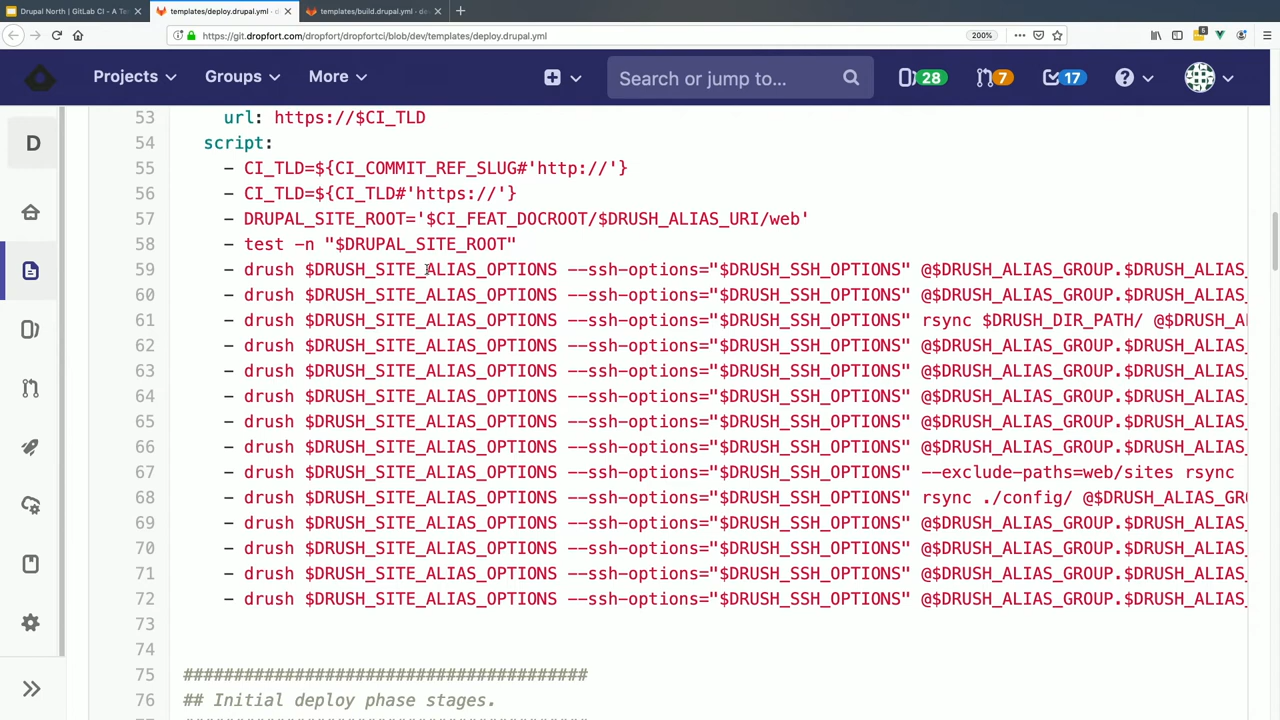 Drupal North | GitLab CI - A Ta
templates/deploy.drupal.yml · d
templates/build.drupal.yml · de
https://git.dropfort.com/dropfort/dropfortci/blob/dev/templates/deploy.drupal.yml
200%
Projects
Groups
More
Search or jump to...
28
7
17
D
53 url: https://$CI_TLD
54 script:
55 - CI_TLD=${CI_COMMIT_REF_SLUG#'http://'}
56 - CI_TLD=${CI_TLD#'https://'}
57 - DRUPAL_SITE_ROOT='$CI_FEAT_DOCROOT/$DRUSH_ALIAS_URI/web'
58 - test -n "$DRUPAL_SITE_ROOT"
59 - drush $DRUSH_SITE_ALIAS_OPTIONS --ssh-options="$DRUSH_SSH_OPTIONS" @$DRUSH_ALIAS_GROUP.$DRUSH_ALIAS_
60 - drush $DRUSH_SITE_ALIAS_OPTIONS --ssh-options="$DRUSH_SSH_OPTIONS" @$DRUSH_ALIAS_GROUP.$DRUSH_ALIAS_
61 - drush $DRUSH_SITE_ALIAS_OPTIONS --ssh-options="$DRUSH_SSH_OPTIONS" rsync $DRUSH_DIR_PATH/ @$DRUSH_AL
62 - drush $DRUSH_SITE_ALIAS_OPTIONS --ssh-options="$DRUSH_SSH_OPTIONS" @$DRUSH_ALIAS_GROUP.$DRUSH_ALIAS_
63 - drush $DRUSH_SITE_ALIAS_OPTIONS --ssh-options="$DRUSH_SSH_OPTIONS" @$DRUSH_ALIAS_GROUP.$DRUSH_ALIAS_
64 - drush $DRUSH_SITE_ALIAS_OPTIONS --ssh-options="$DRUSH_SSH_OPTIONS" @$DRUSH_ALIAS_GROUP.$DRUSH_ALIAS_
65 - drush $DRUSH_SITE_ALIAS_OPTIONS --ssh-options="$DRUSH_SSH_OPTIONS" @$DRUSH_ALIAS_GROUP.$DRUSH_ALIAS_
66 - drush $DRUSH_SITE_ALIAS_OPTIONS --ssh-options="$DRUSH_SSH_OPTIONS" @$DRUSH_ALIAS_GROUP.$DRUSH_ALIAS_
67 - drush $DRUSH_SITE_ALIAS_OPTIONS --ssh-options="$DRUSH_SSH_OPTIONS" --exclude-paths=web/sites rsync
68 - drush $DRUSH_SITE_ALIAS_OPTIONS --ssh-options="$DRUSH_SSH_OPTIONS" rsync ./config/ @$DRUSH_ALIAS_GRO
69 - drush $DRUSH_SITE_ALIAS_OPTIONS --ssh-options="$DRUSH_SSH_OPTIONS" @$DRUSH_ALIAS_GROUP.$DRUSH_ALIAS_
70 - drush $DRUSH_SITE_ALIAS_OPTIONS --ssh-options="$DRUSH_SSH_OPTIONS" @$DRUSH_ALIAS_GROUP.$DRUSH_ALIAS_
71 - drush $DRUSH_SITE_ALIAS_OPTIONS --ssh-options="$DRUSH_SSH_OPTIONS" @$DRUSH_ALIAS_GROUP.$DRUSH_ALIAS_
72 - drush $DRUSH_SITE_ALIAS_OPTIONS --ssh-options="$DRUSH_SSH_OPTIONS" @$DRUSH_ALIAS_GROUP.$DRUSH_ALIAS_
73
74
75 ########################################
76 ## Initial deploy phase stages.